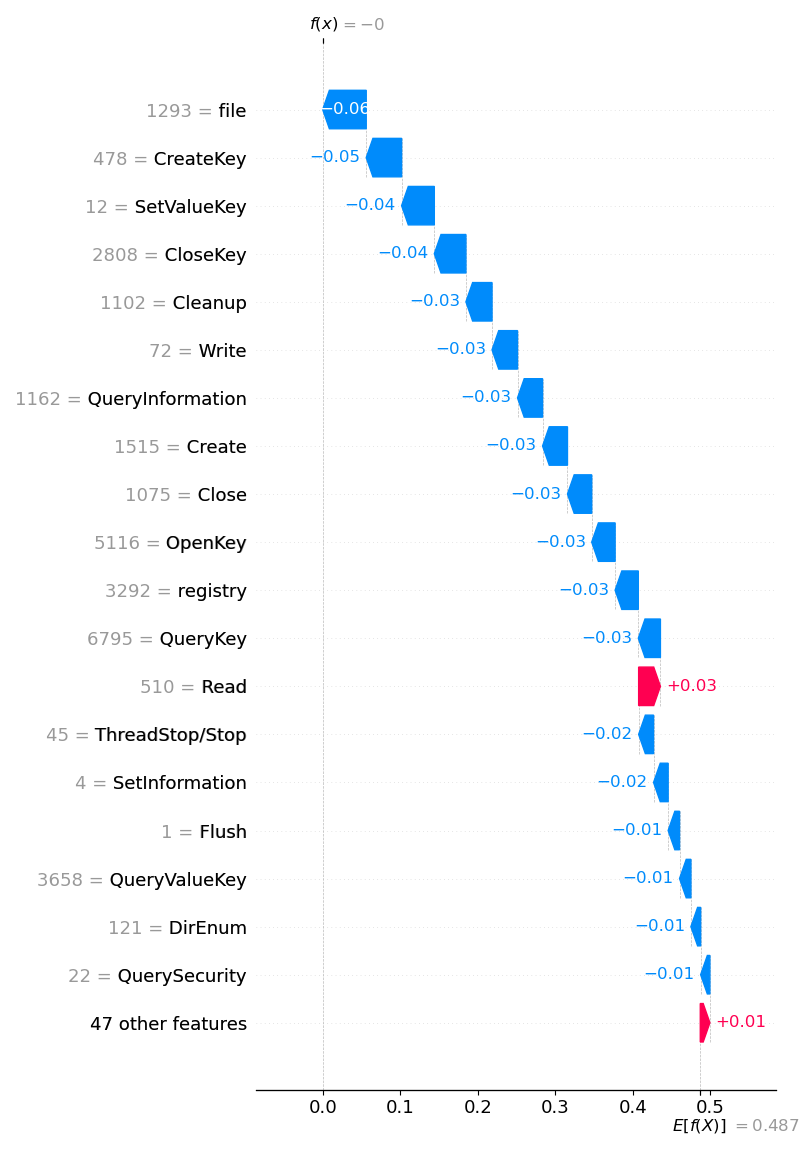 f(x) = −0
1293 = file
−0.06
478 = CreateKey
−0.05
12 = SetValueKey
−0.04
2808 = CloseKey
−0.04
1102 = Cleanup
−0.03
72 = Write
−0.03
1162 = QueryInformation
−0.03
1515 = Create
−0.03
1075 = Close
−0.03
5116 = OpenKey
−0.03
3292 = registry
−0.03
6795 = QueryKey
−0.03
510 = Read
+0.03
45 = ThreadStop/Stop
−0.02
4 = SetInformation
−0.02
1 = Flush
−0.01
3658 = QueryValueKey
−0.01
121 = DirEnum
−0.01
22 = QuerySecurity
−0.01
47 other features
+0.01
0.0 0.1 0.2 0.3 0.4 0.5
E[f(X)] = 0.487